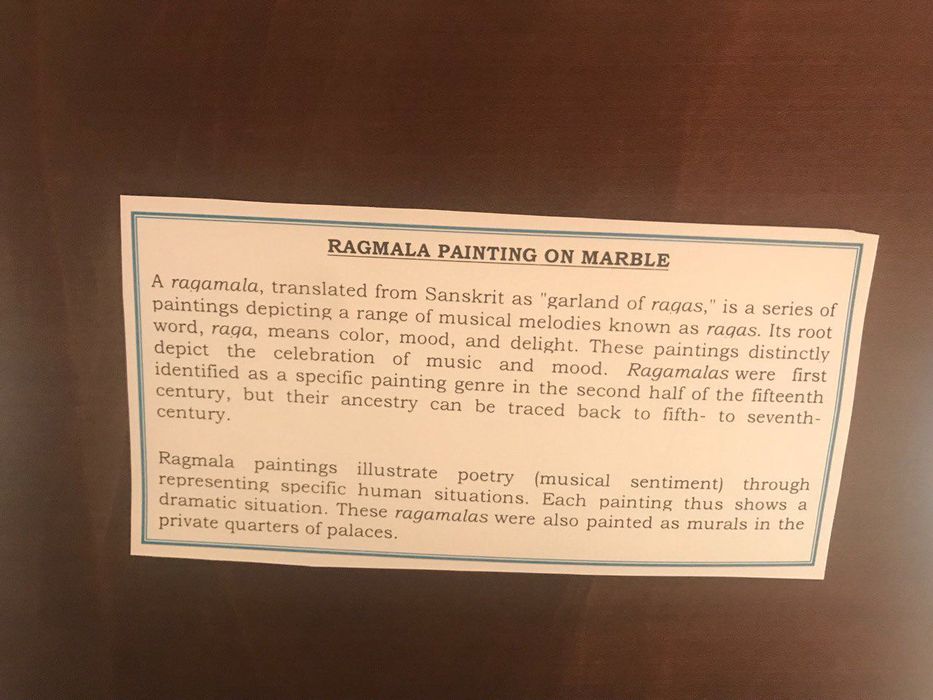 RAGMALA PAINTING ON MARBLE
A ragamala, translated from Sanskrit as "garland of ragas," is a series of
paintings depicting a range of musical melodies known as ragas. Its root
word, raga, means color, mood, and delight. These paintings distinctly
depict the celebration of music and mood. Ragamalas were first
identified as a specific painting genre in the second half of the fifteenth
century, but their ancestry can be traced back to fifth- to seventh-
century.
Ragmala paintings illustrate poetry (musical sentiment) through
representing specific human situations. Each painting thus shows a
dramatic situation. These ragamalas were also painted as murals in the
private quarters of palaces.